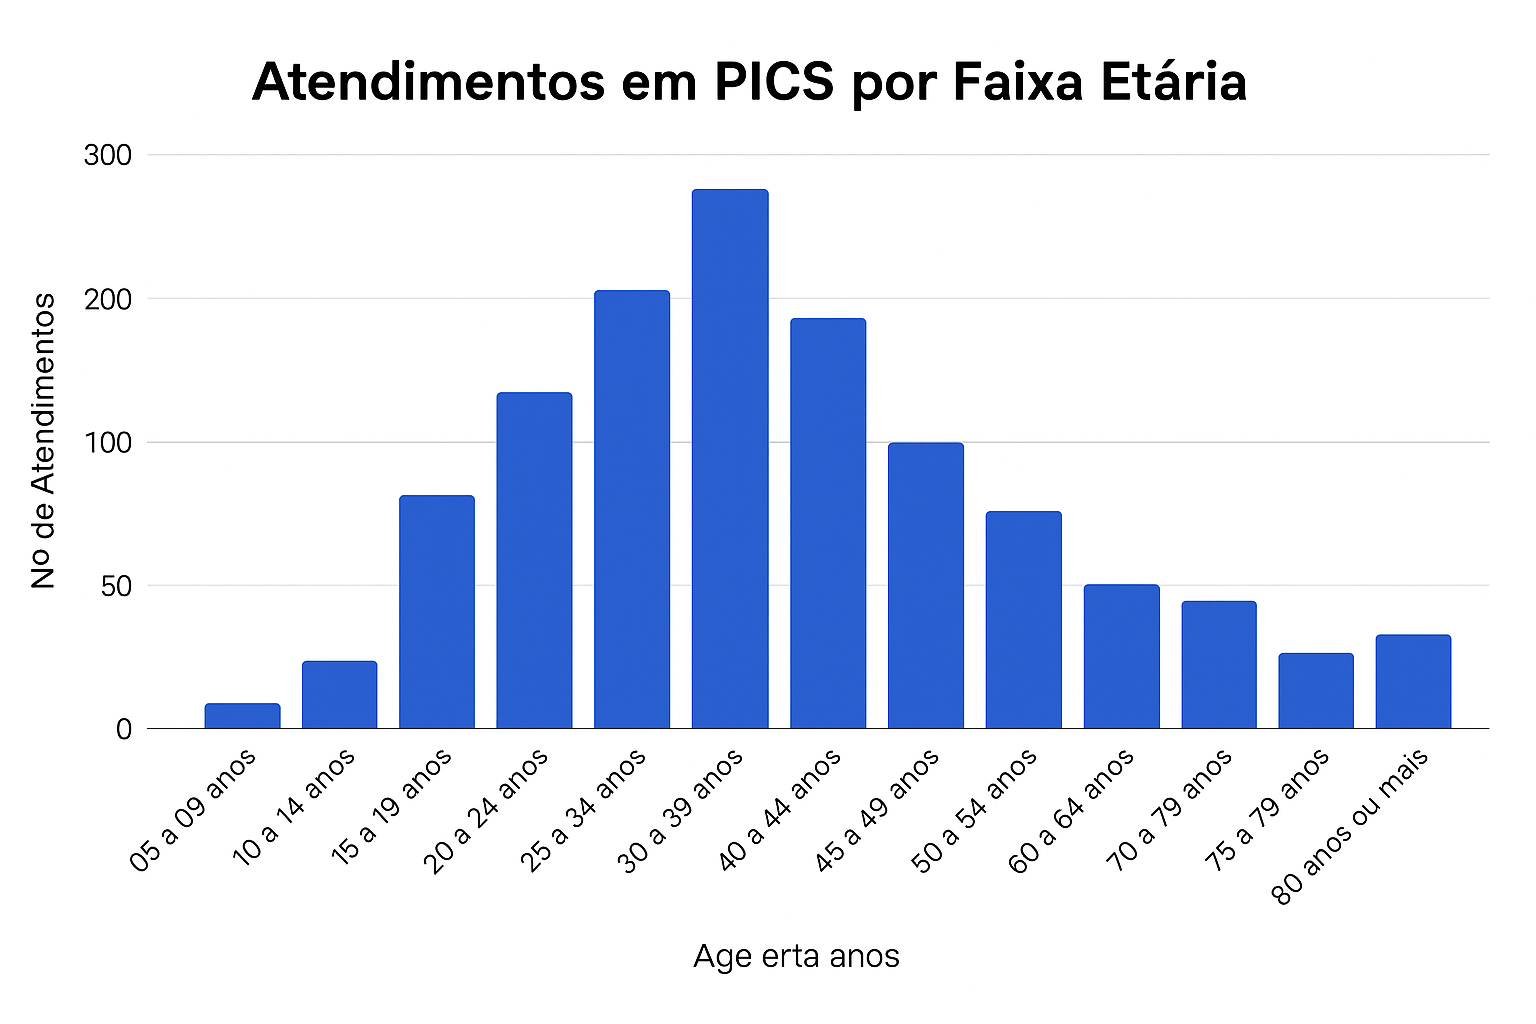 Atendimentos em PICS por Faixa Etária
No de Atendimentos
300
200
100
50
0
05 a 09 anos
10 a 14 anos
15 a 19 anos
20 a 24 anos
25 a 34 anos
30 a 39 anos
40 a 44 anos
45 a 49 anos
50 a 54 anos
60 a 64 anos
70 a 79 anos
75 a 79 anos
80 anos ou mais
Age erta anos